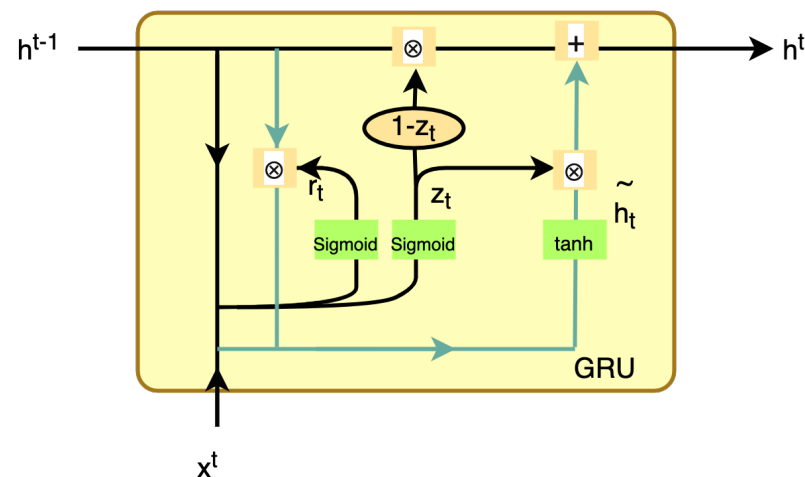 h^t-1
⊗
+
h^t
1-z_t
⊗
r_t
z_t
⊗
~
h_t
Sigmoid
Sigmoid
tanh
GRU
x^t